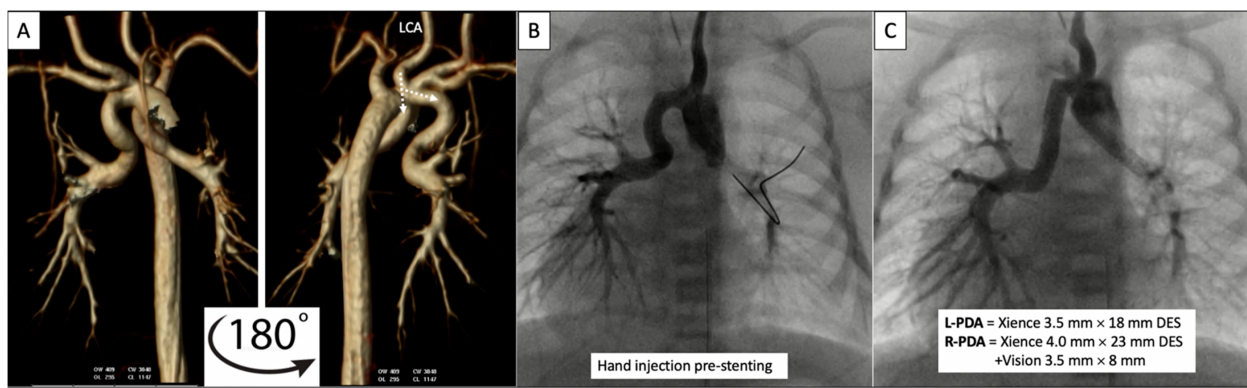 A
LCA
180°
OW 409 CW 3848
OL 295 CL 1147
OW 409 CW 3848
OL 295 CL 1147
B
Hand injection pre-stenting
C
L-PDA = Xience 3.5 mm × 18 mm DES
R-PDA = Xience 4.0 mm × 23 mm DES
+Vision 3.5 mm × 8 mm